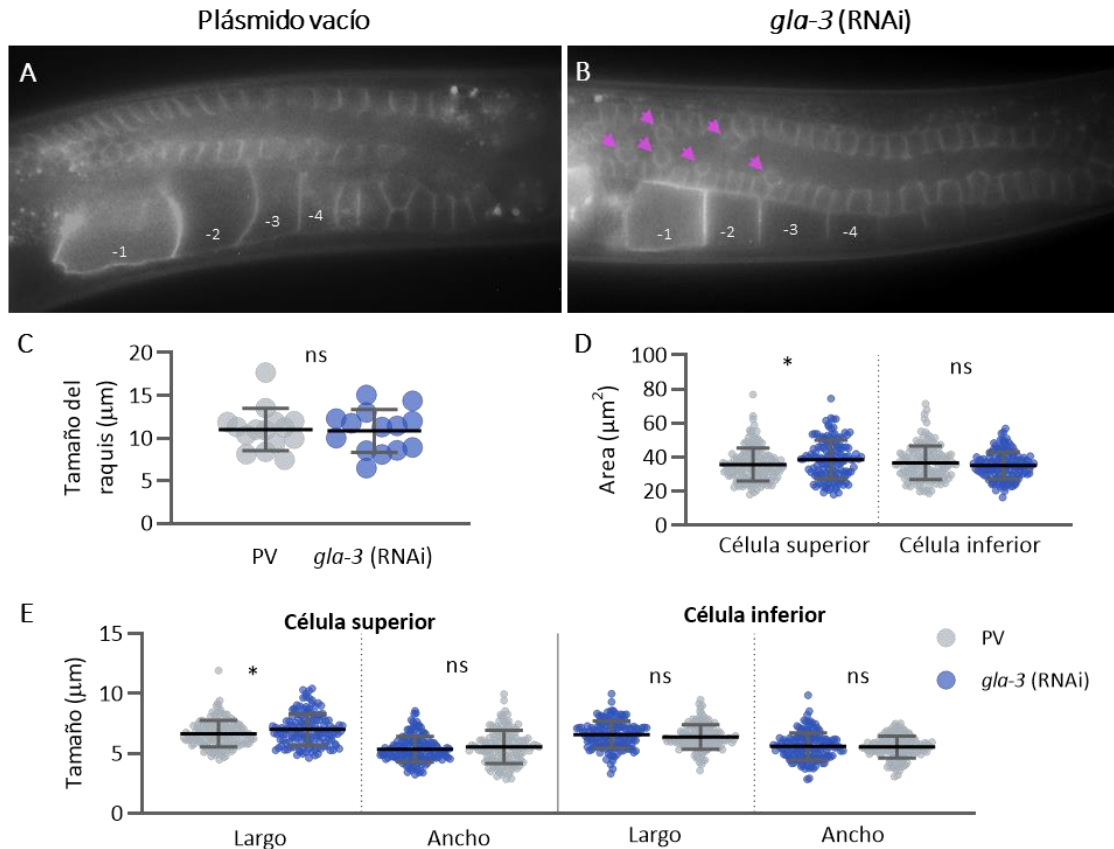 Plásmido vacío
gla-3 (RNAi)
A
-1
-2
-3
-4
B
-1
-2
-3
-4
C
Tamaño del
raquis (μm)
20
15
10
5
0
ns
PV
gla-3 (RNAi)
D
Area (μm²)
100
80
60
40
20
0
*
ns
Célula superior
Célula inferior
E
Tamaño (μm)
15
10
5
0
Célula superior
Célula inferior
*
ns
ns
ns
Largo
Ancho
Largo
Ancho
PV
gla-3 (RNAi)